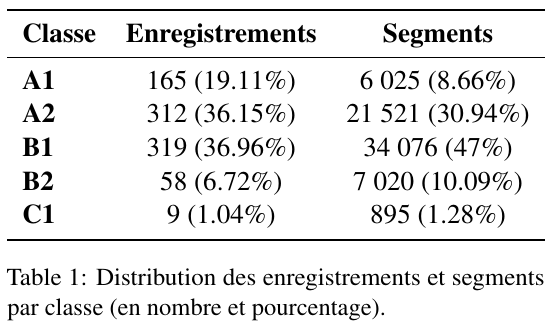 Classe Enregistrements Segments
A1 165 (19.11%) 6 025 (8.66%)
A2 312 (36.15%) 21 521 (30.94%)
B1 319 (36.96%) 34 076 (47%)
B2 58 (6.72%) 7 020 (10.09%)
C1 9 (1.04%) 895 (1.28%)
Table 1: Distribution des enregistrements et segments
par classe (en nombre et pourcentage).